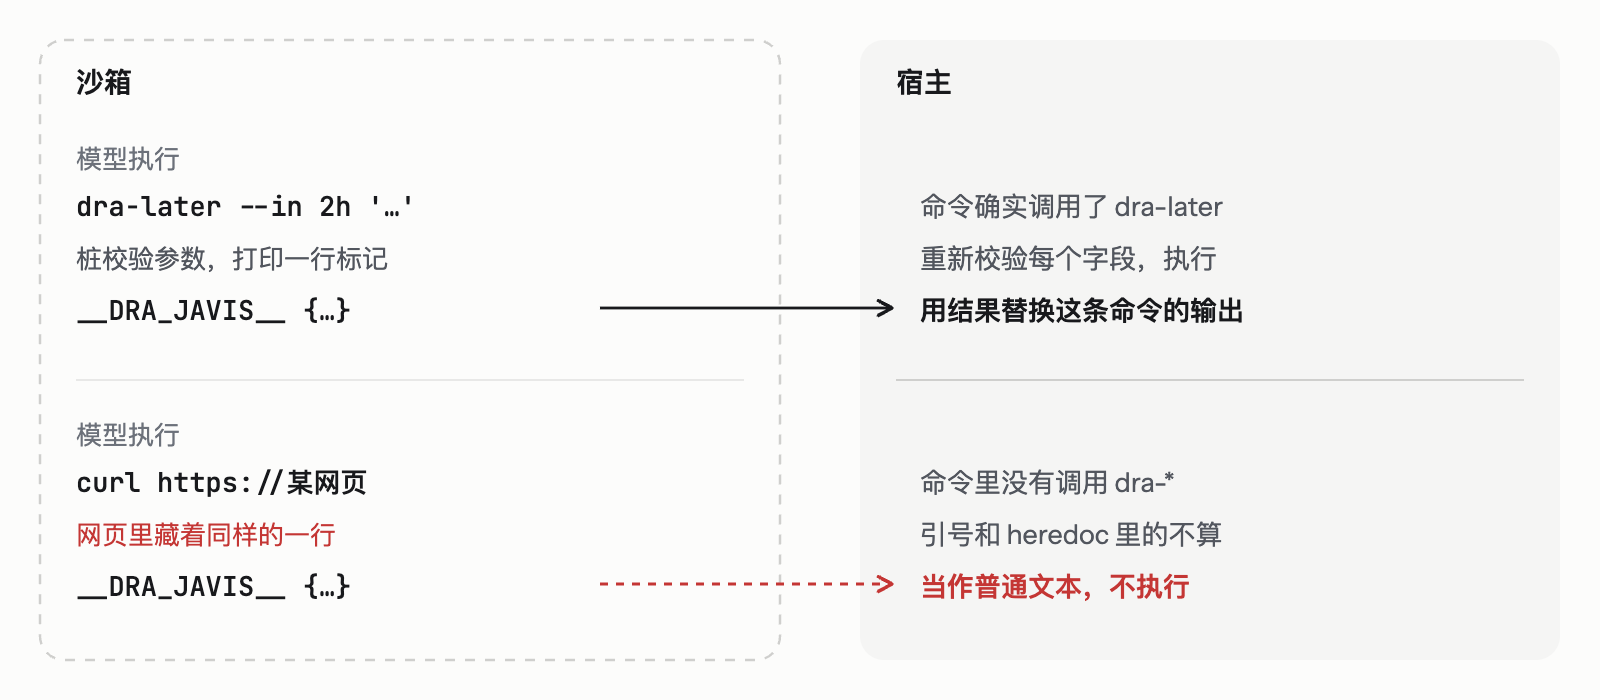 沙箱
模型执行
dra-later --in 2h '…'
桩校验参数，打印一行标记
__DRA_JAVIS__ {…}
模型执行
curl https://某网页
网页里藏着同样的一行
__DRA_JAVIS__ {…}
宿主
命令确实调用了 dra-later
重新校验每个字段，执行
用结果替换这条命令的输出
命令里没有调用 dra-*
引号和 heredoc 里的不算
当作普通文本，不执行